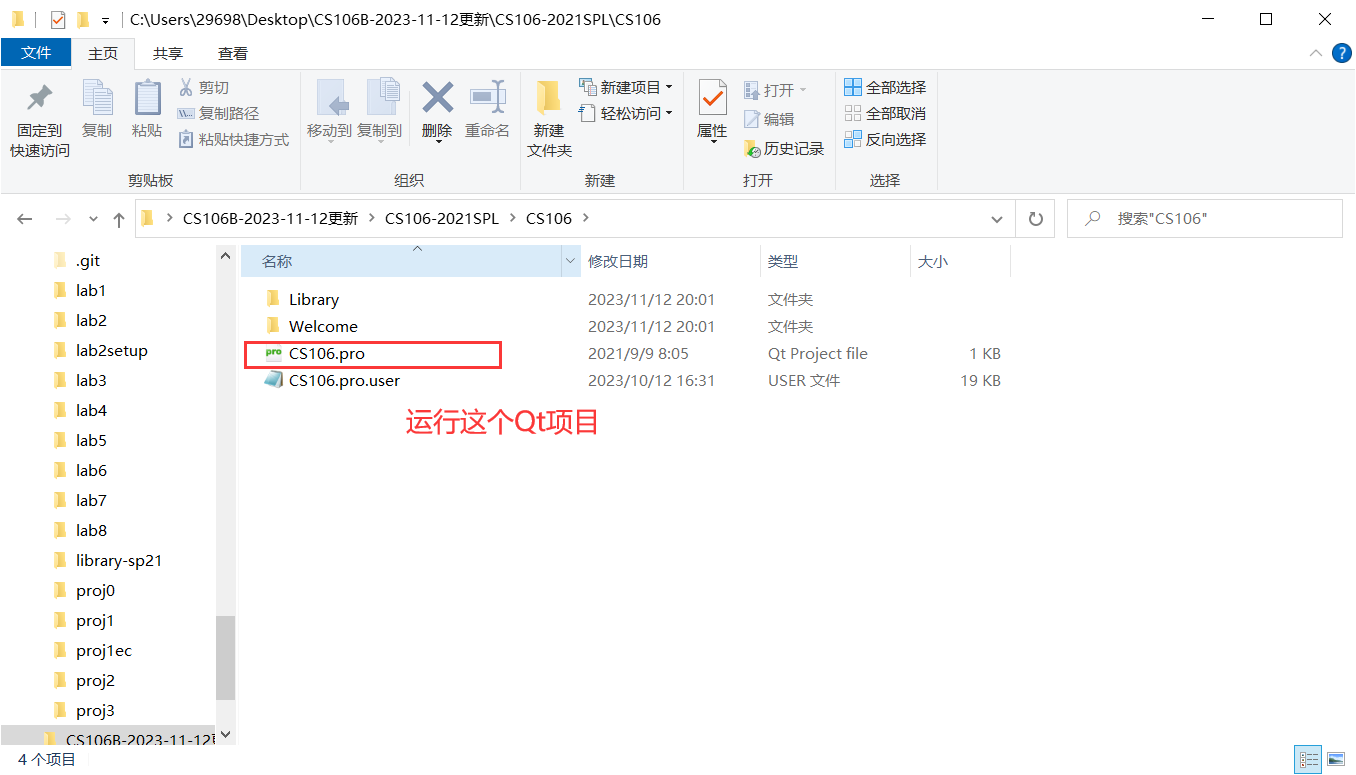 C:\Users\29698\Desktop\CS106B-2023-11-12更新\CS106-2021SPL\CS106
文件 主页 共享 查看
固定到快速访问
复制
粘贴
剪切
复制路径
粘贴快捷方式
剪贴板
移动到
复制到
删除
重命名
组织
新建文件夹
新建项目
轻松访问
新建
属性
打开
编辑
历史记录
打开
全部选择
全部取消
反向选择
选择
CS106B-2023-11-12更新 CS106-2021SPL CS106
搜索"CS106"
.git
lab1
lab2
lab2setup
lab3
lab4
lab5
lab6
lab7
lab8
library-sp21
proj0
proj1
proj1ec
proj2
proj3
CS106B-2023-11-12更
名称 修改日期 类型 大小
Library 2023/11/12 20:01 文件夹
Welcome 2023/11/12 20:01 文件夹
pro CS106.pro 2021/9/9 8:05 Qt Project file 1 KB
CS106.pro.user 2023/10/12 16:31 USER 文件 19 KB
运行这个Qt项目
4 个项目